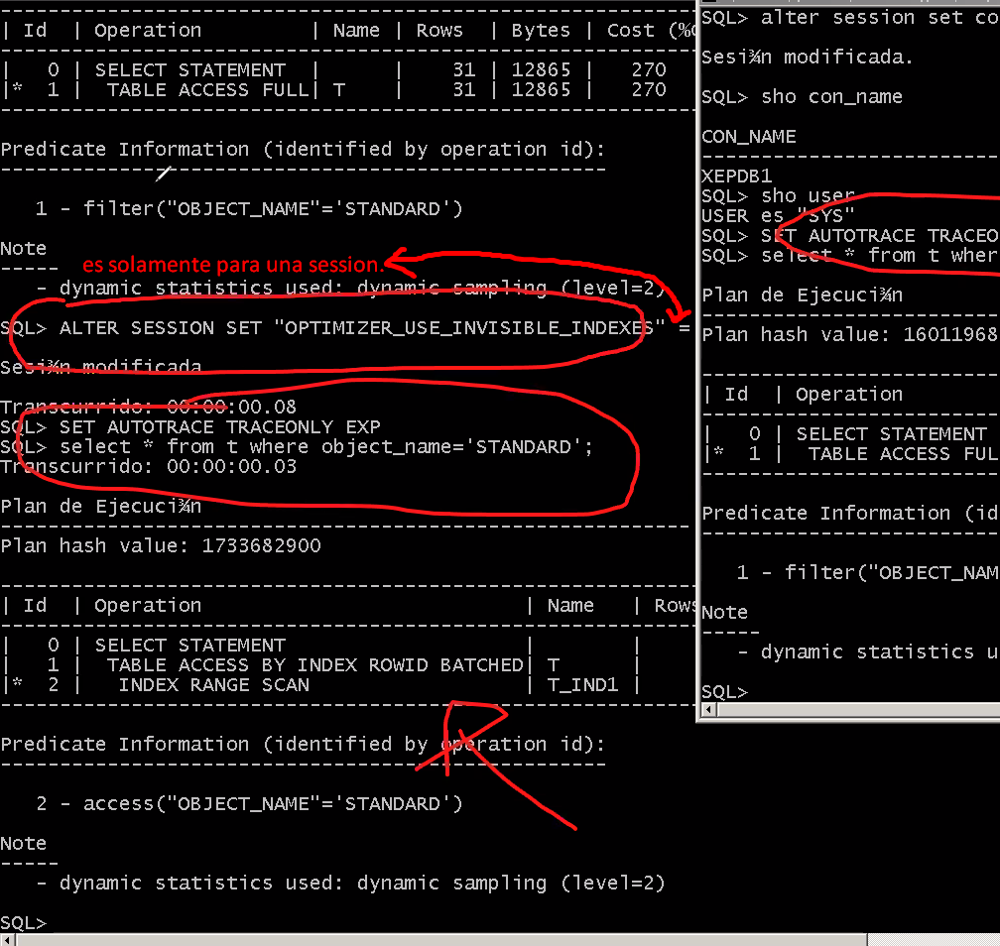 -----------------------------------------------------------
| Id  | Operation         | Name | Rows  | Bytes | Cost (%
-----------------------------------------------------------
|   0 | SELECT STATEMENT  |      |    31 | 12865 |   270
|*  1 |  TABLE ACCESS FULL| T    |    31 | 12865 |   270
-----------------------------------------------------------
Predicate Information (identified by operation id):
---------------------------------------------------
   1 - filter("OBJECT_NAME"='STANDARD')
Note
-----
es solamente para una session.
   - dynamic statistics used: dynamic sampling (level=2)
SQL> ALTER SESSION SET "OPTIMIZER_USE_INVISIBLE_INDEXES" =
Sesi¾n modificada.
Transcurrido: 00:00:00.08
SQL> SET AUTOTRACE TRACEONLY EXP
SQL> select * from t where object_name='STANDARD';
Transcurrido: 00:00:00.03
Plan de Ejecuci¾n
----------------------------------------------------------
Plan hash value: 1733682900
-----------------------------------------------------------
| Id  | Operation                           | Name   | Rows
-----------------------------------------------------------
|   0 | SELECT STATEMENT                    |        |
|   1 |  TABLE ACCESS BY INDEX ROWID BATCHED| T      |
|*  2 |   INDEX RANGE SCAN                  | T_IND1 |
-----------------------------------------------------------
Predicate Information (identified by operation id):
---------------------------------------------------
   2 - access("OBJECT_NAME"='STANDARD')
Note
-----
   - dynamic statistics used: dynamic sampling (level=2)
SQL>
SQL> alter session set co
Sesi¾n modificada.
SQL> sho con_name
CON_NAME
-------------------------
XEPDB1
SQL> sho user
USER es "SYS"
SQL> SET AUTOTRACE TRACEO
SQL> select * from t wher
Plan de Ejecuci¾n
-------------------------
Plan hash value: 16011968
-------------------------
| Id  | Operation
-------------------------
|   0 | SELECT STATEMENT
|*  1 |  TABLE ACCESS FUL
-------------------------
Predicate Information (id
-------------------------
   1 - filter("OBJECT_NAM
Note
-----
   - dynamic statistics u
SQL>